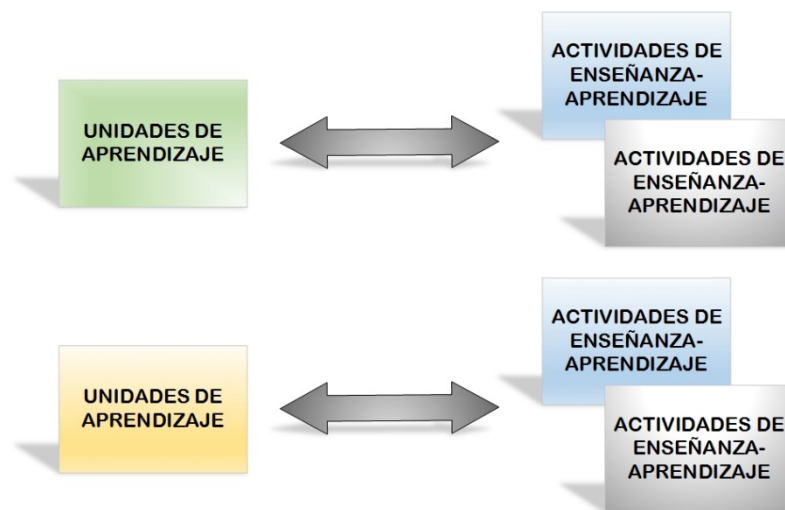 UNIDADES DE
APRENDIZAJE
ACTIVIDADES DE
ENSEÑANZA-
APRENDIZAJE
ACTIVIDADES DE
ENSEÑANZA-
APRENDIZAJE
UNIDADES DE
APRENDIZAJE
ACTIVIDADES DE
ENSEÑANZA-
APRENDIZAJE
ACTIVIDADES DE
ENSEÑANZA-
APRENDIZAJE